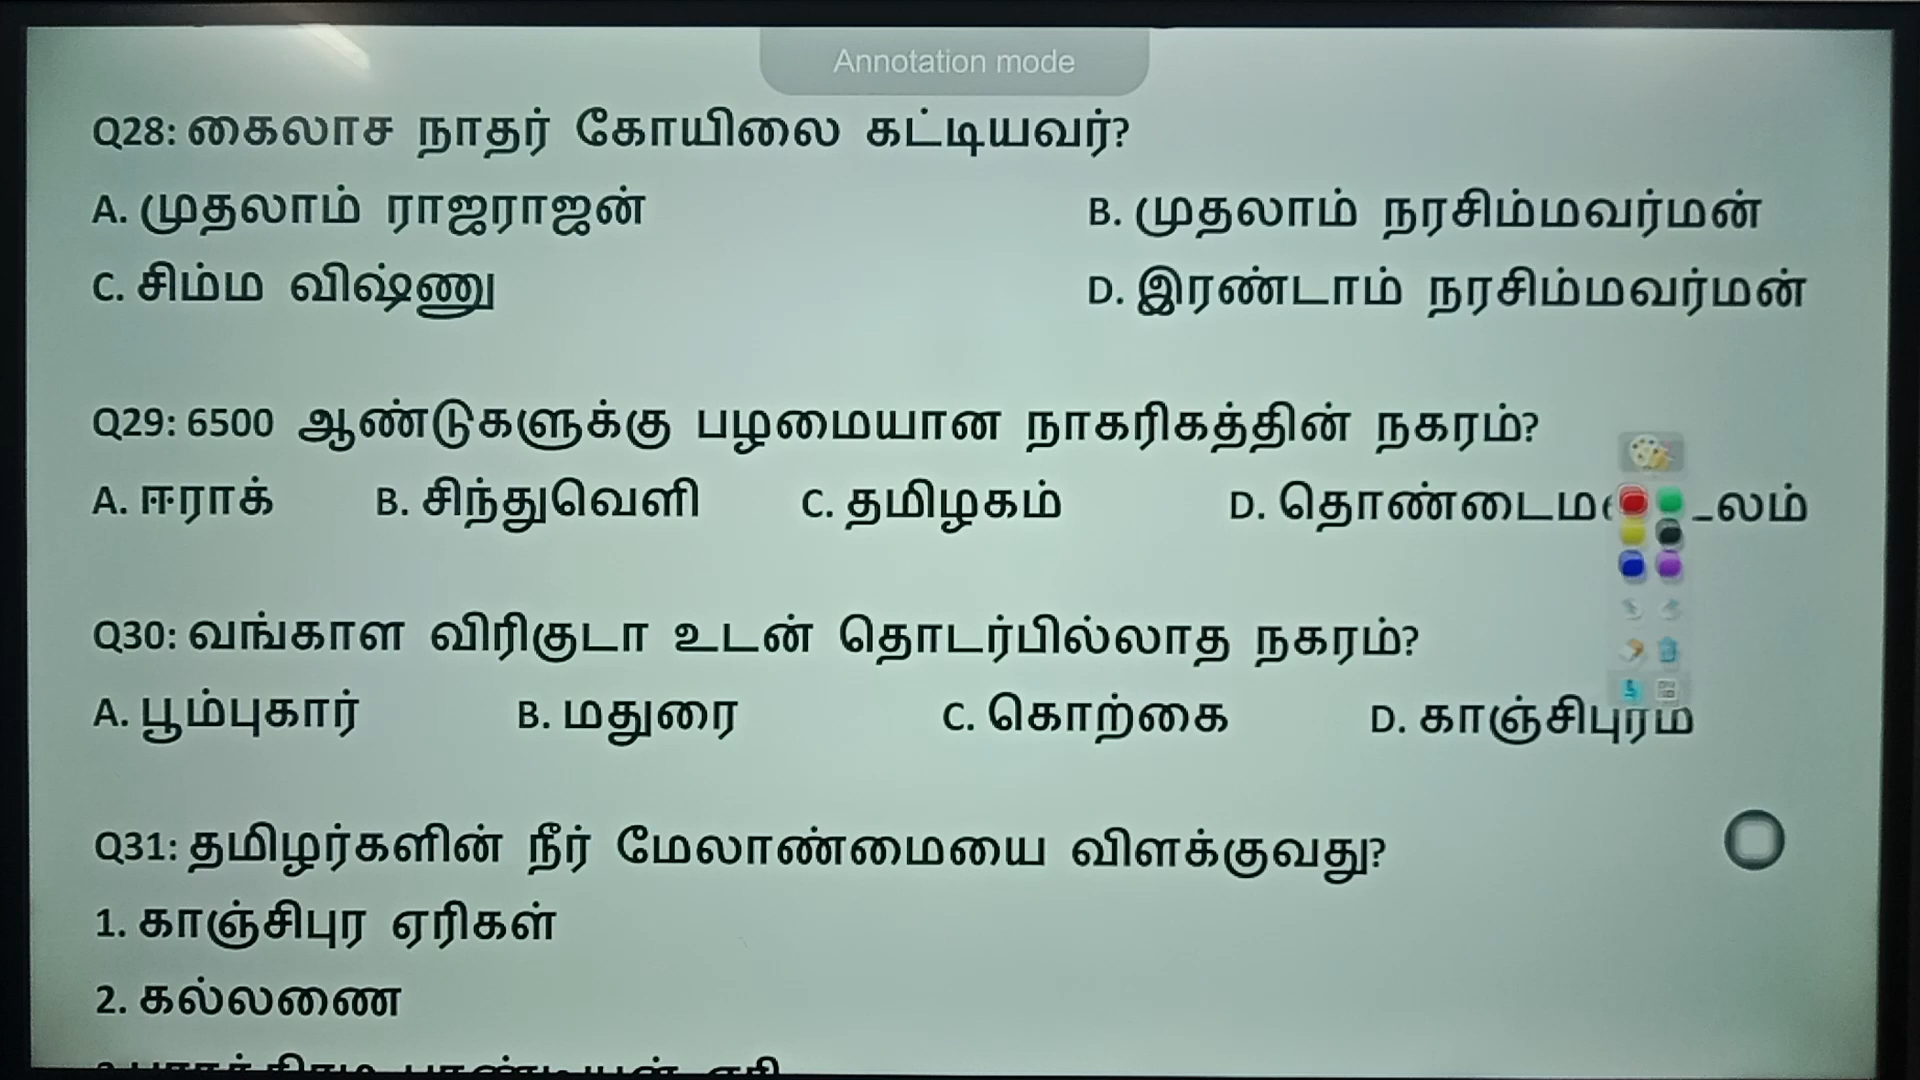 Annotation mode
Q28: கைலாச நாதர் கோயிலை கட்டியவர்?
A. முதலாம் ராஜராஜன் B. முதலாம் நரசிம்மவர்மன்
C. சிம்ம விஷ்ணு D. இரண்டாம் நரசிம்மவர்மன்
Q29: 6500 ஆண்டுகளுக்கு பழமையான நாகரிகத்தின் நகரம்?
A. ஈராக் B. சிந்துவெளி C. தமிழகம் D.
Q30: வங்காள விரிகுடா உடன் தொடர்பில்லாத நகரம்?
A. பூம்புகார் B. மதுரை C. கொற்கை D. காஞ்சிபுரம்
Q31: தமிழர்களின் நீர் மேலாண்மையை விளக்குவது?
1. காஞ்சிபுர ஏரிகள்
2. கல்லணை